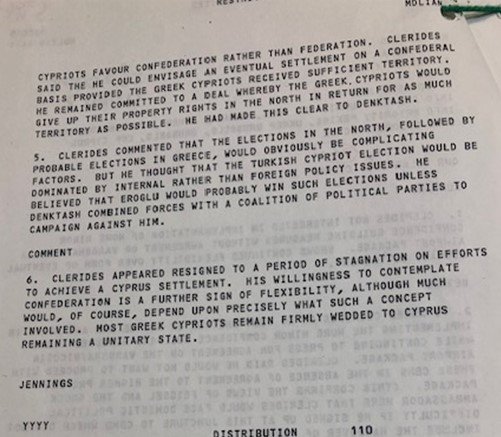 MDLIAN
CYPRIOTS FAVOUR CONFEDERATION RATHER THAN FEDERATION. CLERIDES
SAID THE HE COULD ENVISAGE AN EVENTUAL SETTLEMENT ON A CONFEDERAL
BASIS PROVIDED THE GREEK CYPRIOTS RECEIVED SUFFICIENT TERRITORY.
HE REMAINED COMMITTED TO A DEAL WHEREBY THE GREEK CYPRIOTS WOULD
GIVE UP THEIR PROPERTY RIGHTS IN THE NORTH IN RETURN FOR AS MUCH
TERRITORY AS POSSIBLE. HE HAD MADE THIS CLEAR TO DENKTASH.
5. CLERIDES COMMENTED THAT THE ELECTIONS IN THE NORTH, FOLLOWED BY
PROBABLE ELECTIONS IN GREECE, WOULD OBVIOUSLY BE COMPLICATING
FACTORS. BUT HE THOUGHT THAT THE TURKISH CYPRIOT ELECTION WOULD BE
DOMINATED BY INTERNAL RATHER THAN FOREIGN POLICY ISSUES. HE
BELIEVED THAT EROGLU WOULD PROBABLY WIN SUCH ELECTIONS UNLESS
DENKTASH COMBINED FORCES WITH A COALITION OF POLITICAL PARTIES TO
CAMPAIGN AGAINST HIM.
COMMENT
6. CLERIDES APPEARED RESIGNED TO A PERIOD OF STAGNATION ON EFFORTS
TO ACHIEVE A CYPRUS SETTLEMENT. HIS WILLINGNESS TO CONTEMPLATE
CONFEDERATION IS A FURTHER SIGN OF FLEXIBILITY, ALTHOUGH MUCH
WOULD, OF COURSE, DEPEND UPON PRECISELY WHAT SUCH A CONCEPT
INVOLVED. MOST GREEK CYPRIOTS REMAIN FIRMLY WEDDED TO CYPRUS
REMAINING A UNITARY STATE.
JENNINGS
YYYY
DISTRIBUTION 110